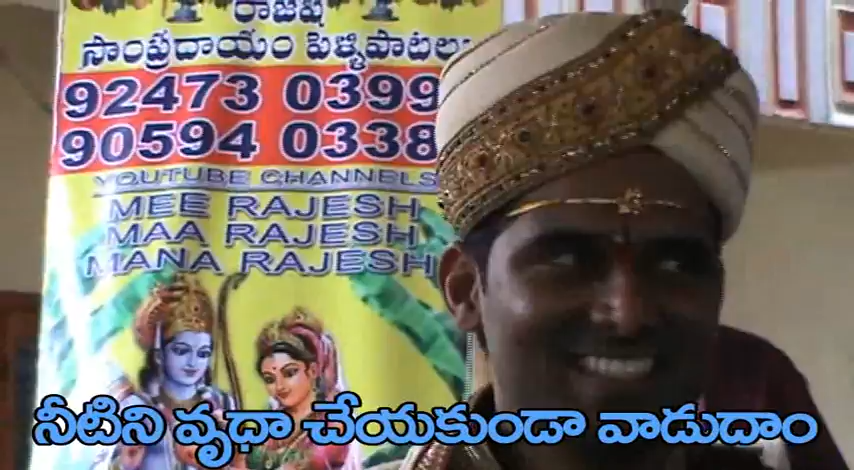 రాజేష్
సాంప్రదాయం పెళ్ళిపాటలు
92473 0399
90594 0338
YOUTUBE CHANNELS
MEE RAJESH
MAA RAJESH
MANA RAJESH
నీటిని వృధా చేయకుండా వాడుదాం